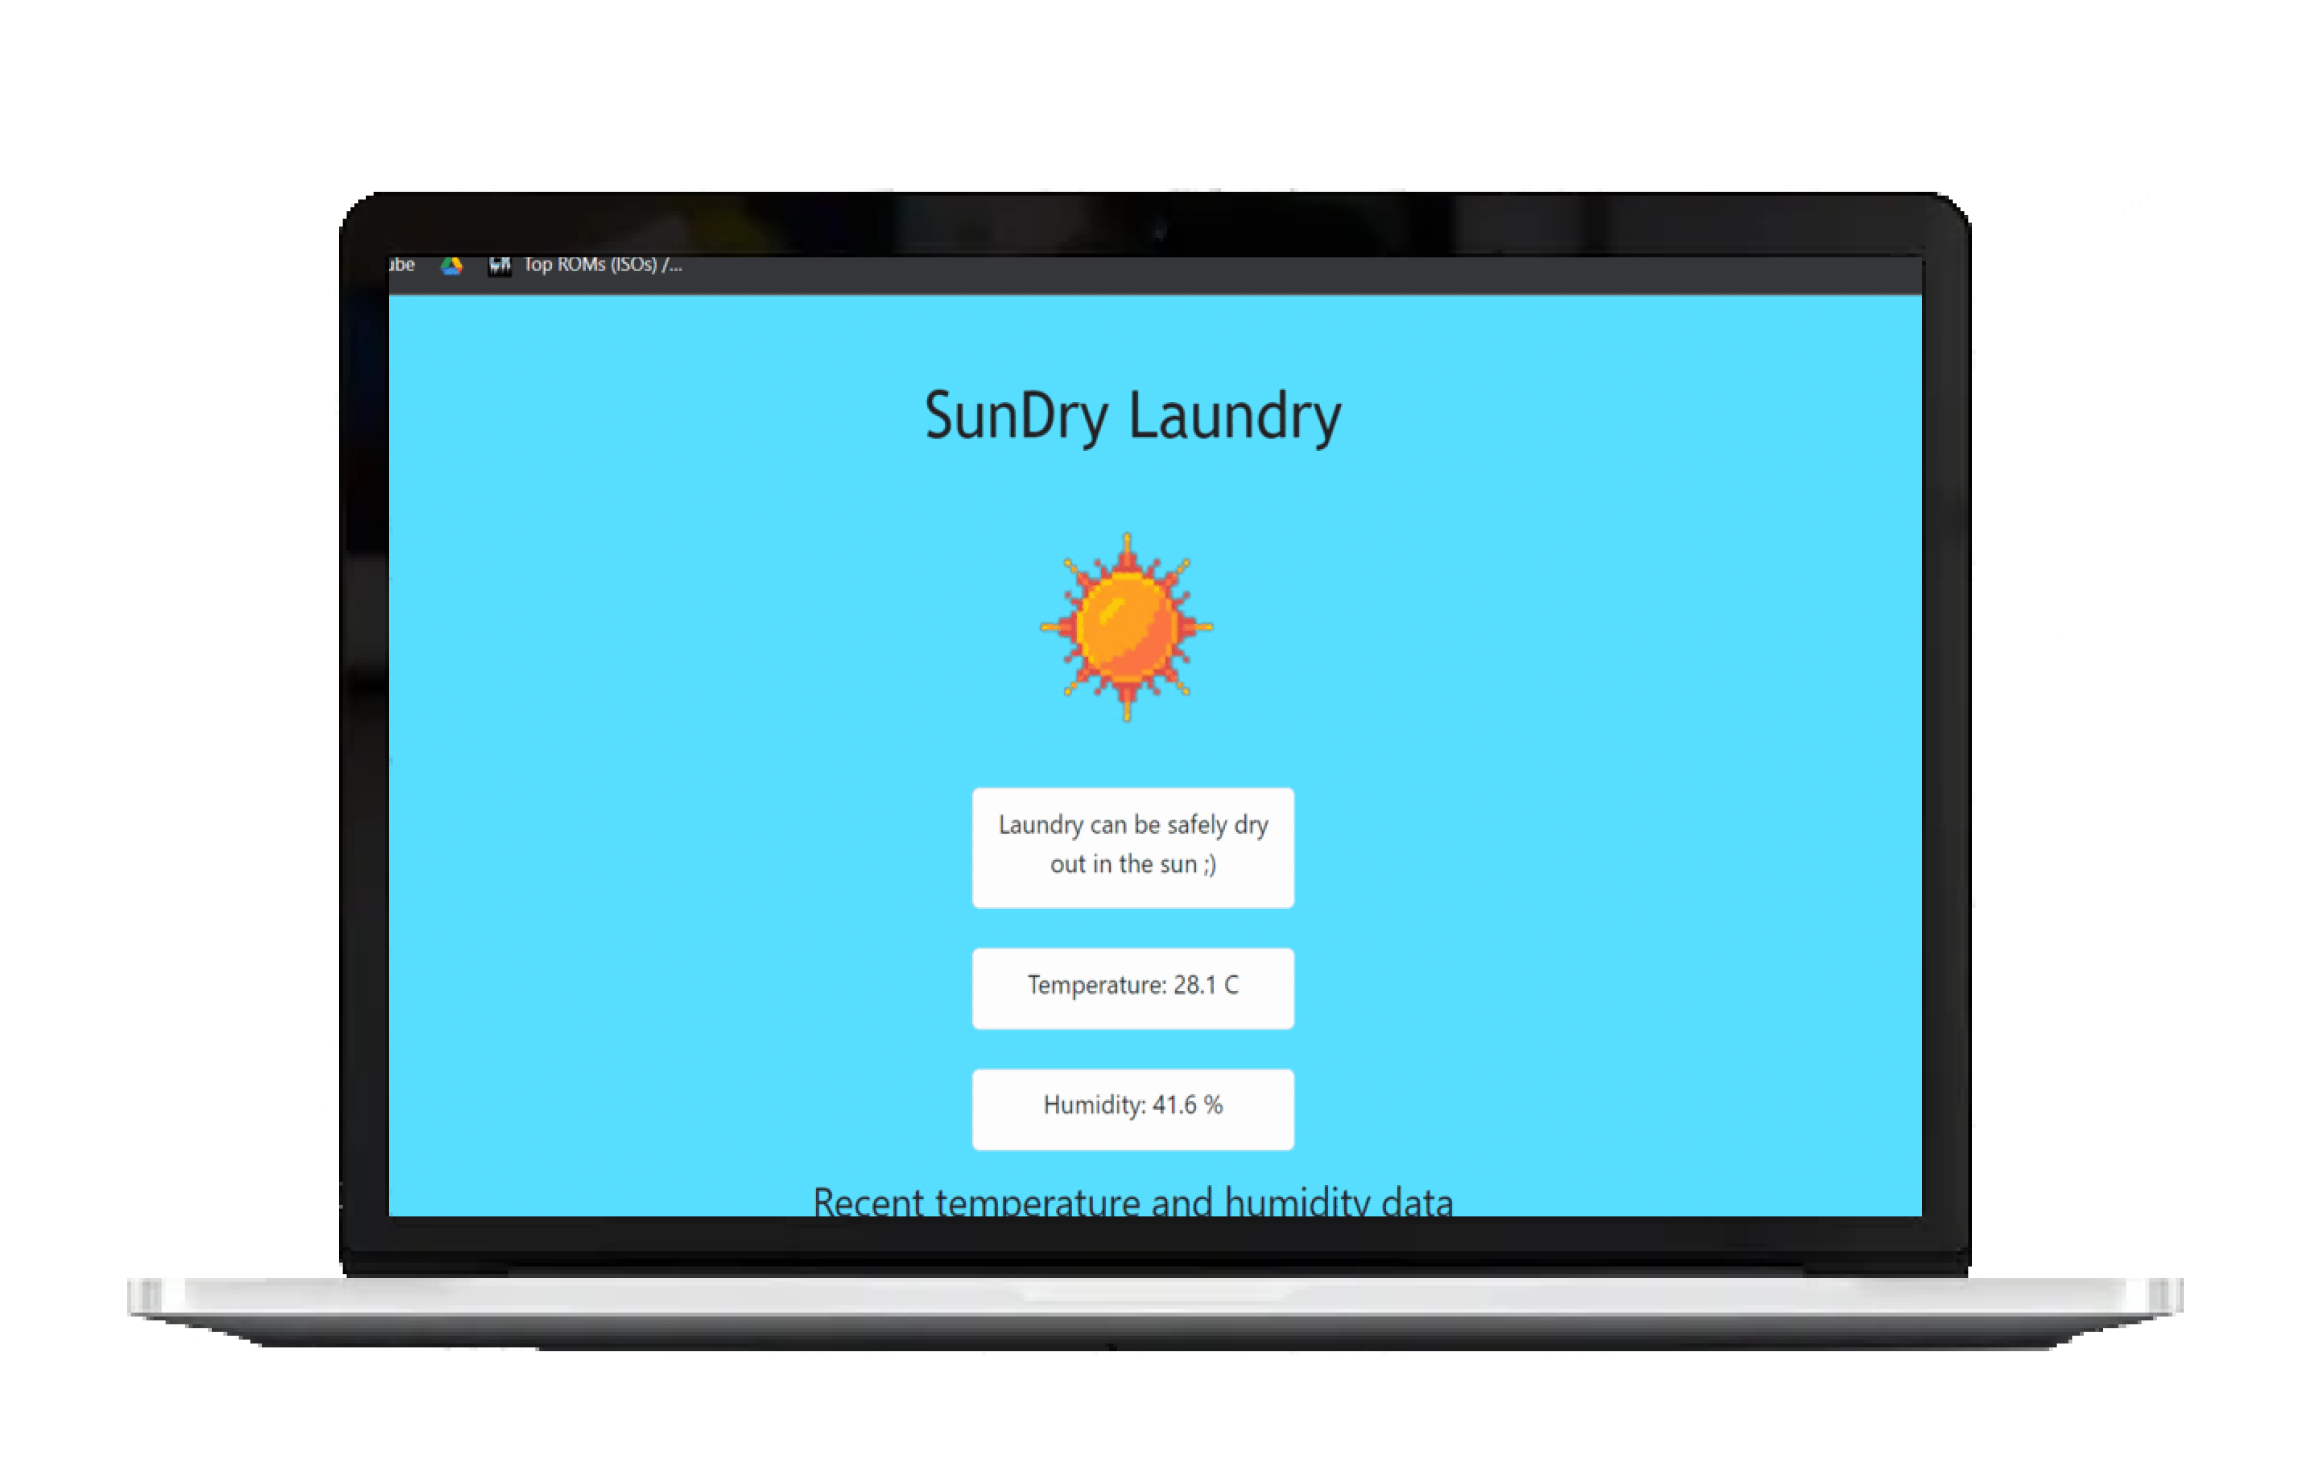 Top ROMs (ISOs) /...
SunDry Laundry
Laundry can be safely dry
out in the sun ;)
Temperature: 28.1 C
Humidity: 41.6 %
Recent temperature and humidity data